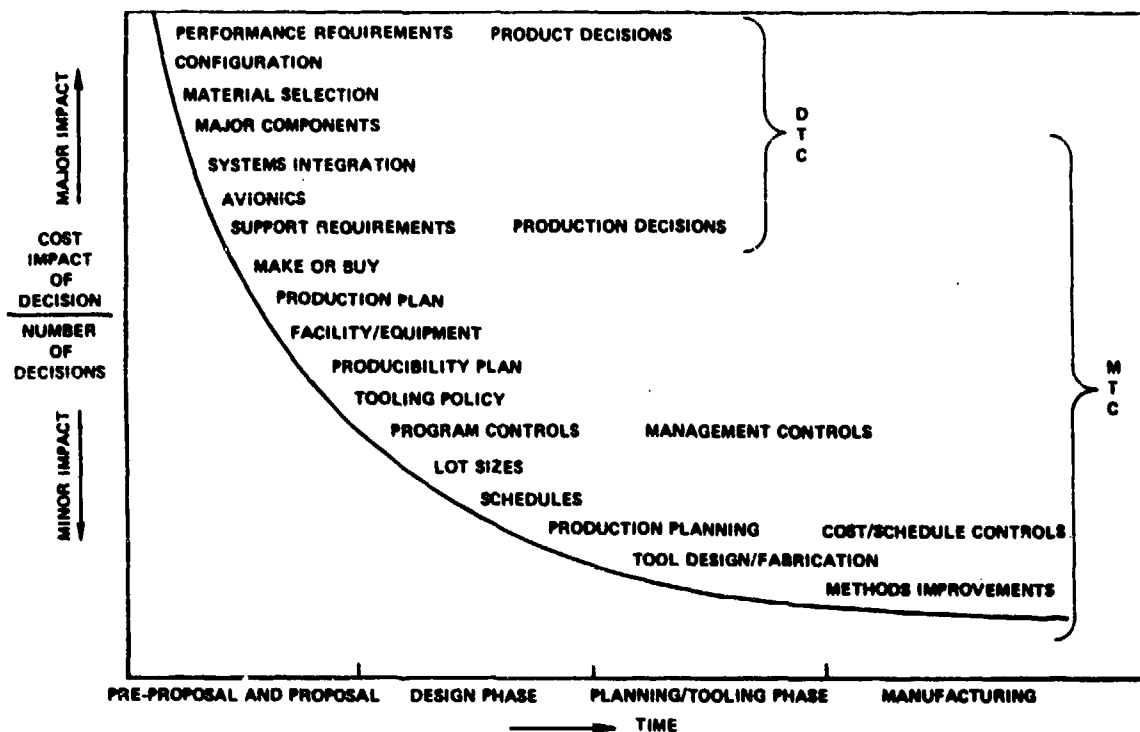 PERFORMANCE REQUIREMENTS PRODUCT DECISIONS
CONFIGURATION
MATERIAL SELECTION
MAJOR COMPONENTS
SYSTEMS INTEGRATION
AVIONICS
SUPPORT REQUIREMENTS PRODUCTION DECISIONS
MAKE OR BUY
PRODUCTION PLAN
FACILITY/EQUIPMENT
PRODUCIBILITY PLAN
TOOLING POLICY
PROGRAM CONTROLS MANAGEMENT CONTROLS
LOT SIZES
SCHEDULES
PRODUCTION PLANNING COST/SCHEDULE CONTROLS
TOOL DESIGN/FABRICATION
METHODS IMPROVEMENTS
D
T
C
M
T
C
MAJOR IMPACT
COST
IMPACT
OF
DECISION
NUMBER
OF
DECISIONS
MINOR IMPACT
PRE-PROPOSAL AND PROPOSAL DESIGN PHASE PLANNING/TOOLING PHASE MANUFACTURING
TIME